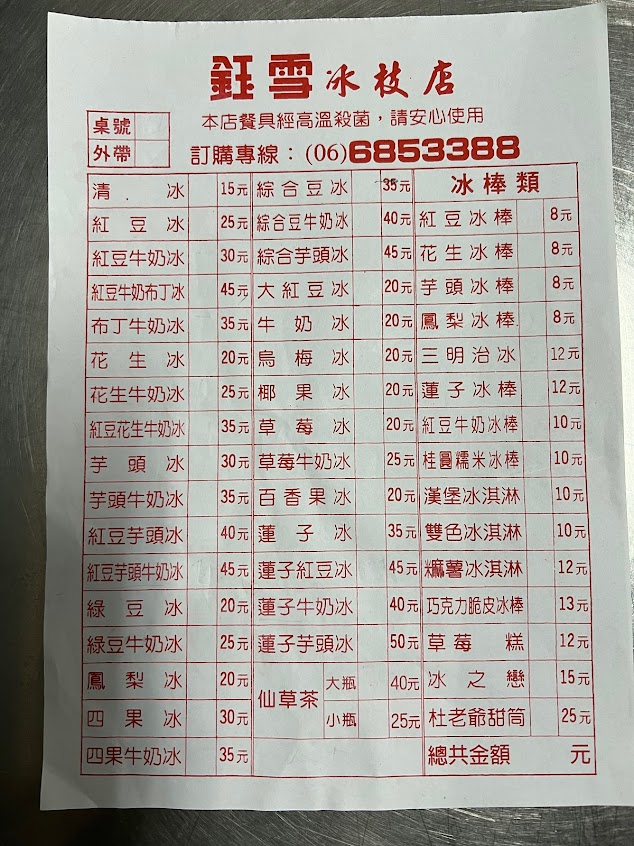 鈺雪冰枝店
本店餐具經高溫殺菌，請安心使用
桌號
外帶
訂購專線：(06)6853388
清冰 15元
紅豆冰 25元
紅豆牛奶冰 30元
紅豆牛奶布丁冰 45元
布丁牛奶冰 35元
花生冰 20元
花生牛奶冰 25元
紅豆花生牛奶冰 35元
芋頭冰 30元
芋頭牛奶冰 35元
紅豆芋頭冰 40元
紅豆芋頭牛奶冰 45元
綠豆冰 20元
綠豆牛奶冰 25元
鳳梨冰 20元
四果冰 30元
四果牛奶冰 35元
綜合豆冰 35元
綜合豆牛奶冰 40元
綜合芋頭冰 45元
大紅豆冰 20元
牛奶冰 20元
烏梅冰 20元
椰果冰 20元
草莓冰 20元
草莓牛奶冰 25元
百香果冰 20元
蓮子冰 35元
蓮子紅豆冰 45元
蓮子牛奶冰 40元
蓮子芋頭冰 50元
仙草茶 大瓶 40元
小瓶 25元
冰棒類
紅豆冰棒 8元
花生冰棒 8元
芋頭冰棒 8元
鳳梨冰棒 8元
三明治冰 12元
蓮子冰棒 12元
紅豆牛奶冰棒 10元
桂圓糯米冰棒 10元
漢堡冰淇淋 10元
雙色冰淇淋 10元
麻薯冰淇淋 12元
巧克力脆皮冰棒 13元
草莓糕 12元
冰之戀 15元
杜老爺甜筒 25元
總共金額 元